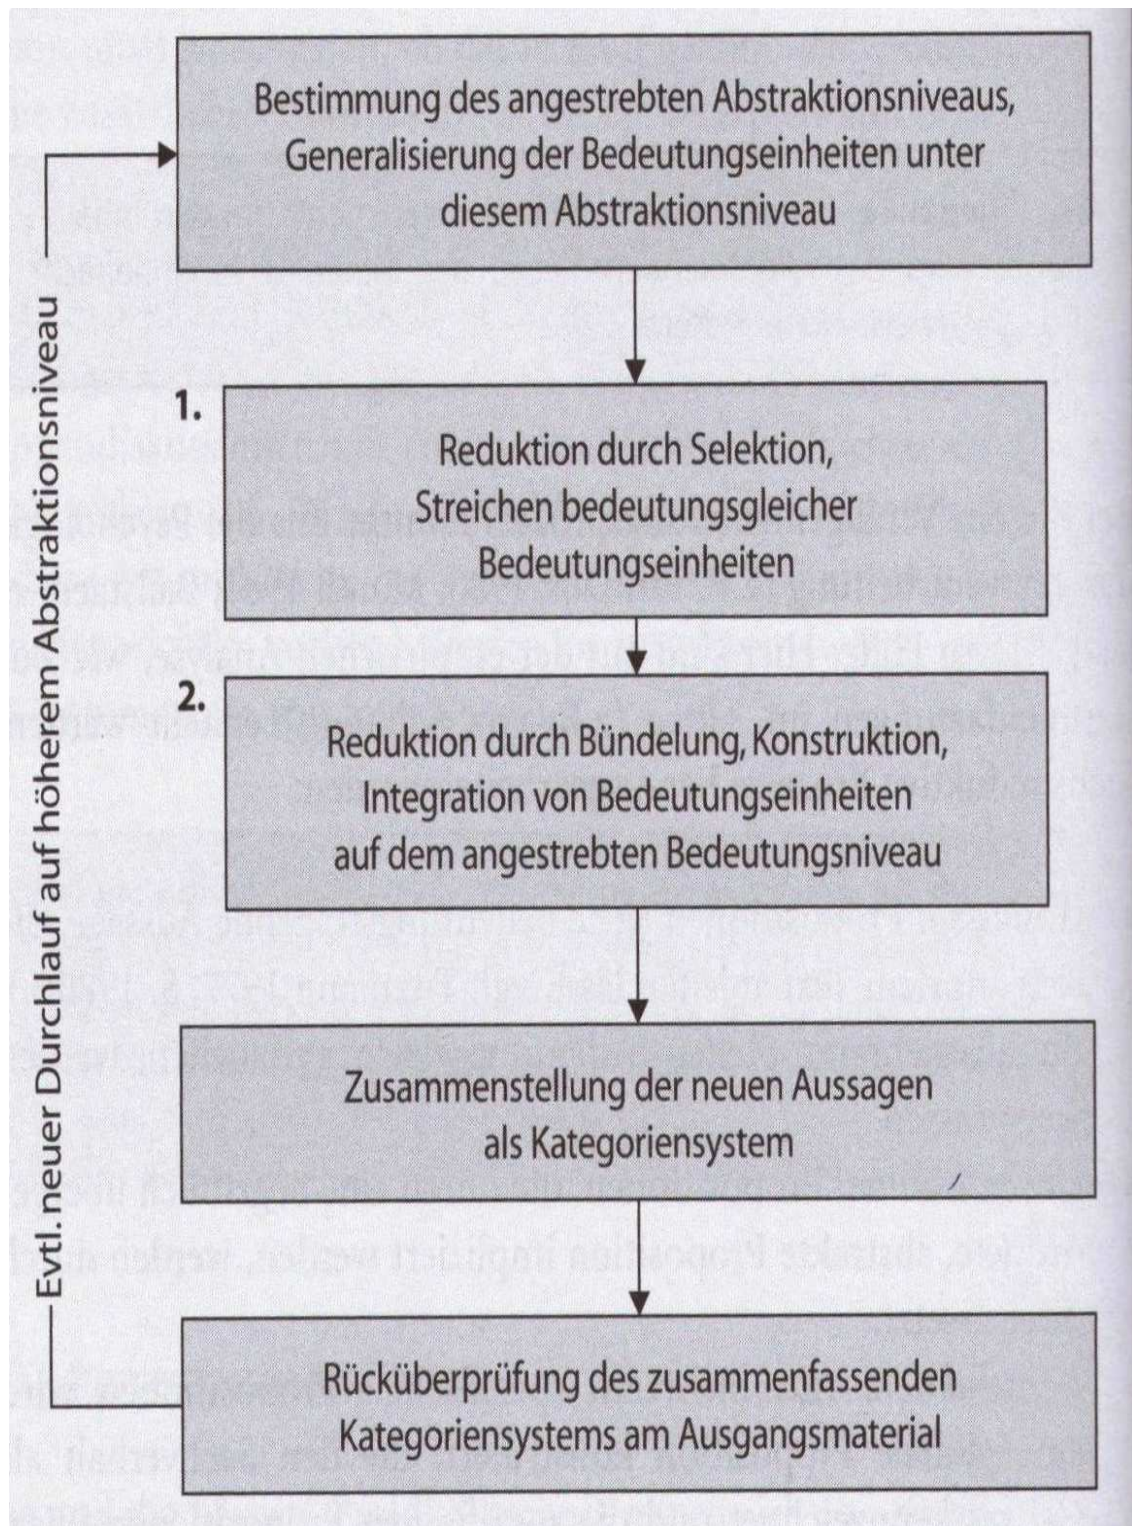 Bestimmung des angestrebten Abstraktionsniveaus,
Generalisierung der Bedeutungseinheiten unter
diesem Abstraktionsniveau
1.
Reduktion durch Selektion,
Streichen bedeutungsgleicher
Bedeutungseinheiten
2.
Reduktion durch Bündelung, Konstruktion,
Integration von Bedeutungseinheiten
auf dem angestrebten Bedeutungsniveau
Zusammenstellung der neuen Aussagen
als Kategoriensystem
Rücküberprüfung des zusammenfassenden
Kategoriensystems am Ausgangsmaterial
Evtl. neuer Durchlauf auf höherem Abstraktionsniveau